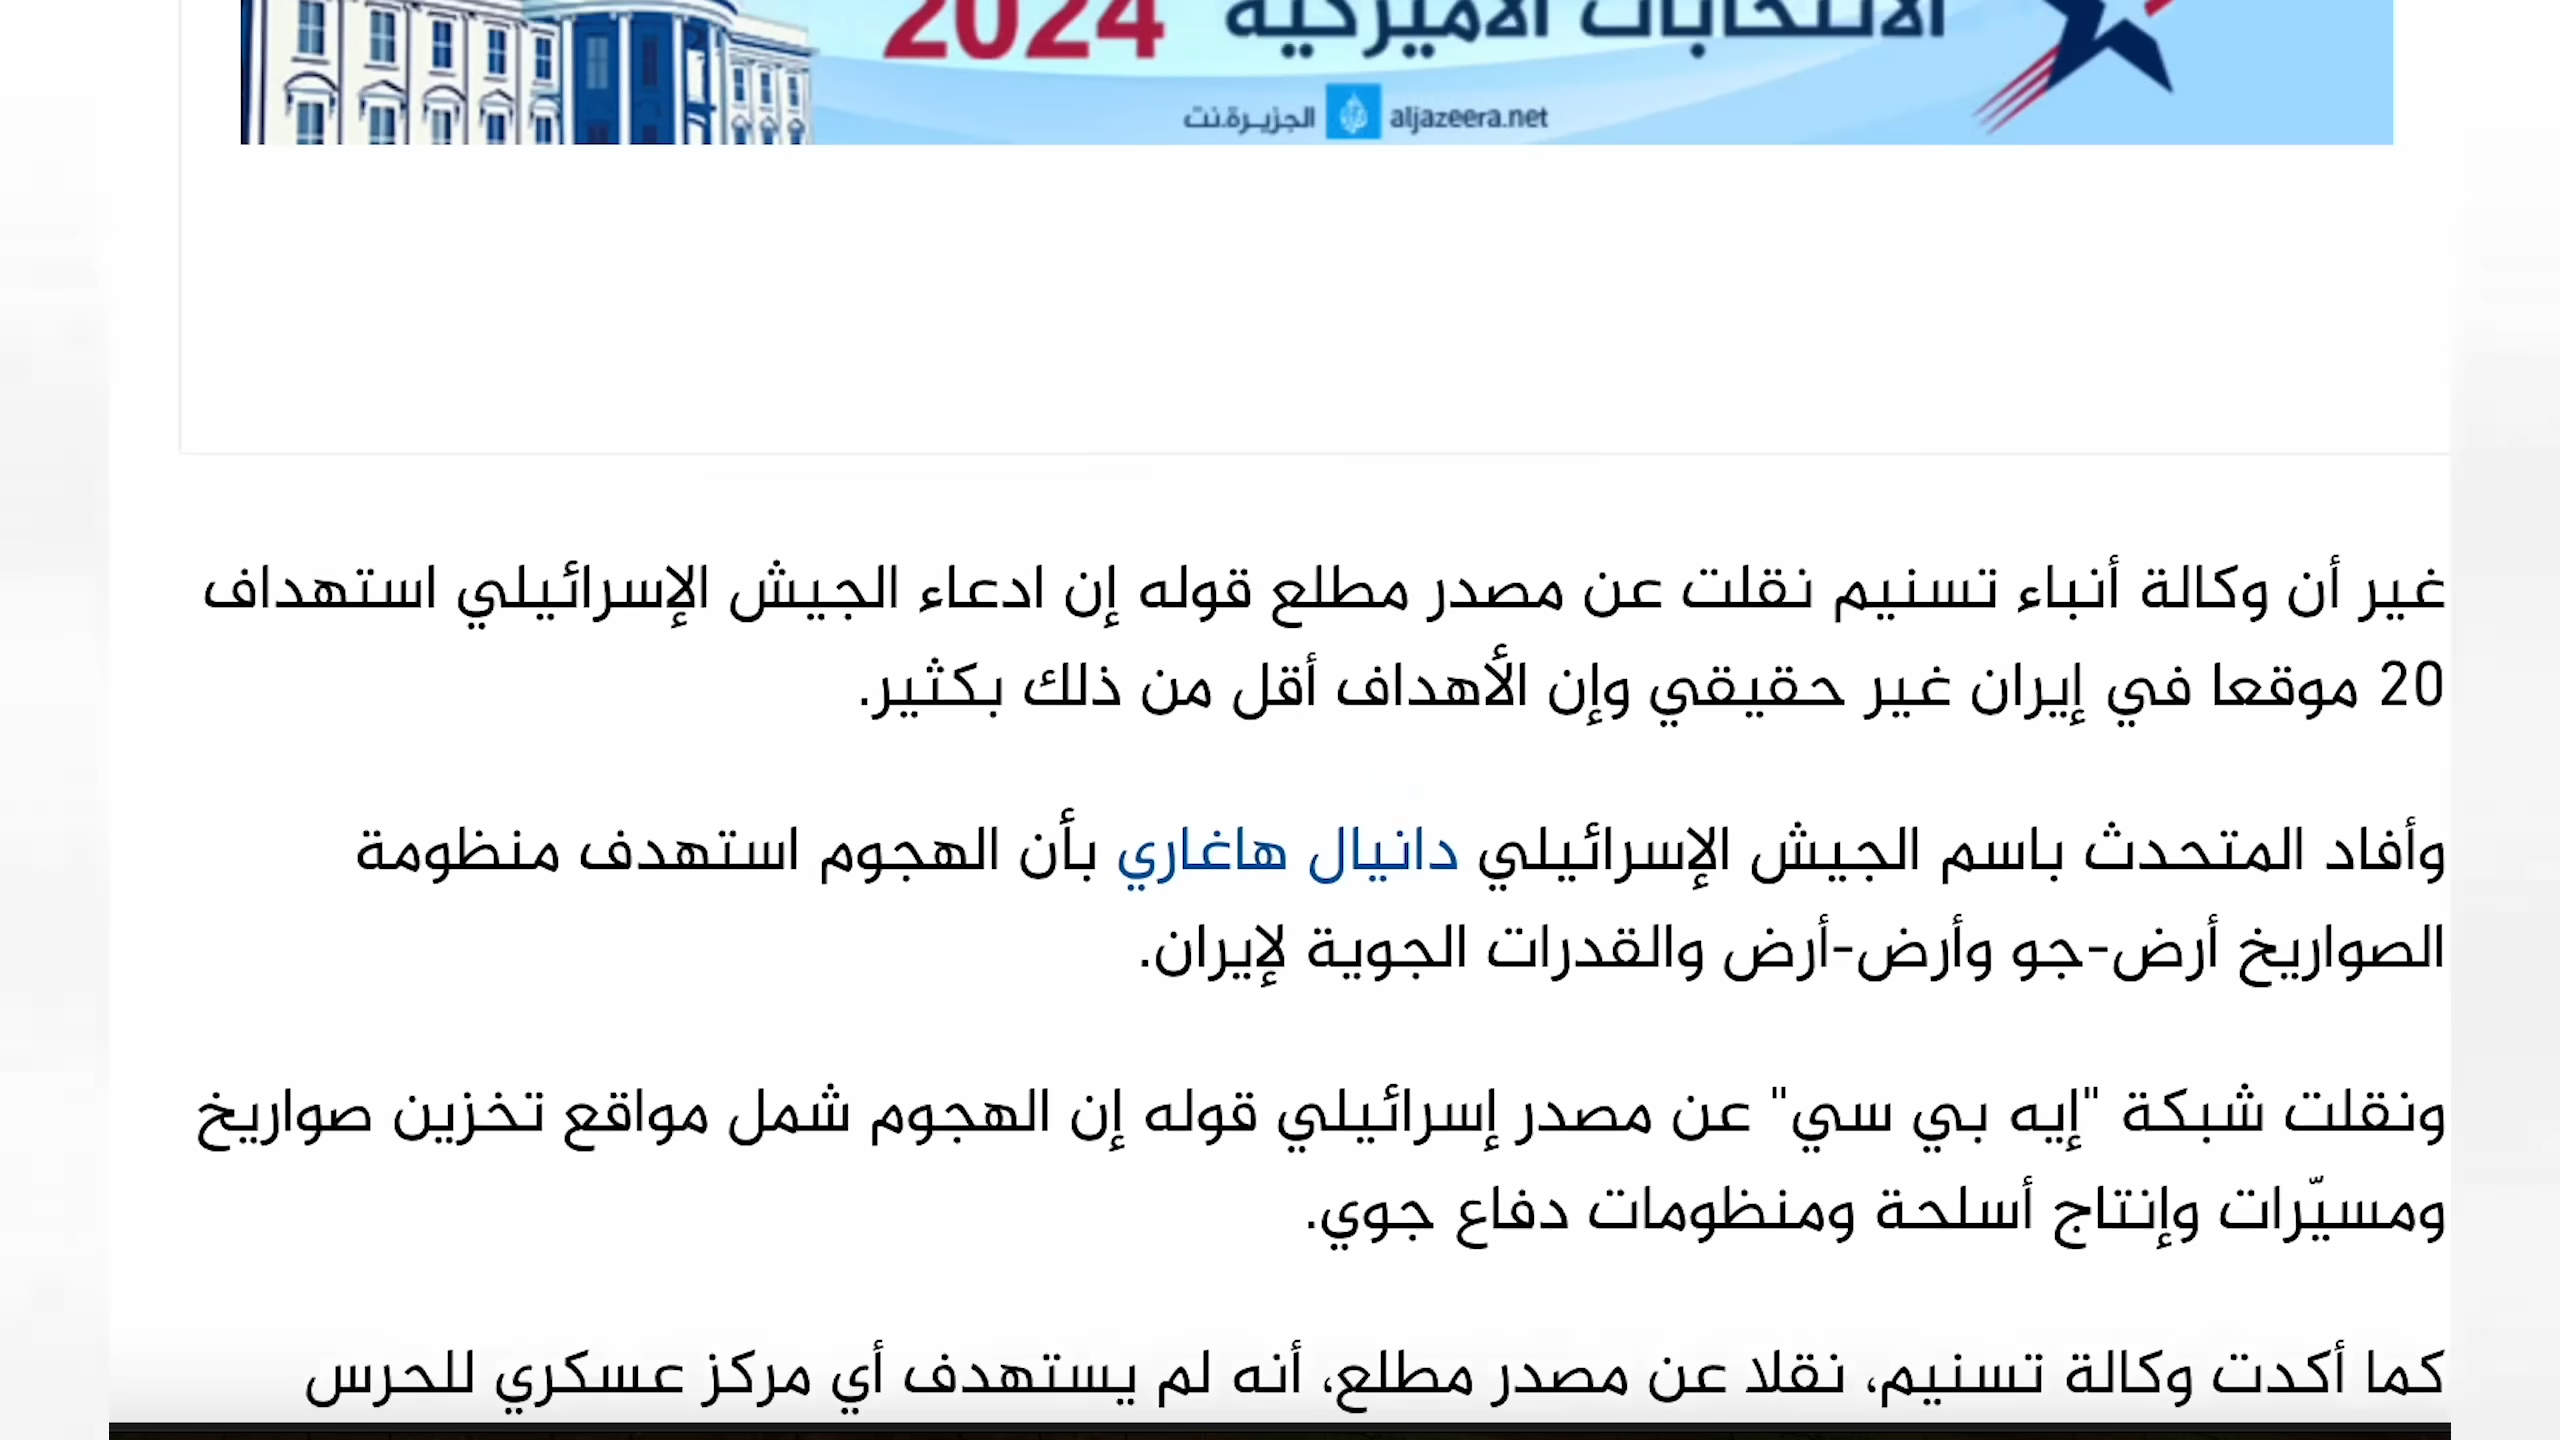 الانتخابات الأميركية 2024
الجزيرة.نت aljazeera.net
غير أن وكالة أنباء تسنيم نقلت عن مصدر مطلع قوله إن ادعاء الجيش الإسرائيلي استهداف
20 موقعا في إيران غير حقيقي وإن الأهداف أقل من ذلك بكثير.
وأفاد المتحدث باسم الجيش الإسرائيلي دانيال هاغاري بأن الهجوم استهدف منظومة
الصواريخ أرض-جو وأرض-أرض والقدرات الجوية لإيران.
ونقلت شبكة "إيه بي سي" عن مصدر إسرائيلي قوله إن الهجوم شمل مواقع تخزين صواريخ
ومسيّرات وإنتاج أسلحة ومنظومات دفاع جوي.
كما أكدت وكالة تسنيم، نقلا عن مصدر مطلع، أنه لم يستهدف أي مركز عسكري للحرس